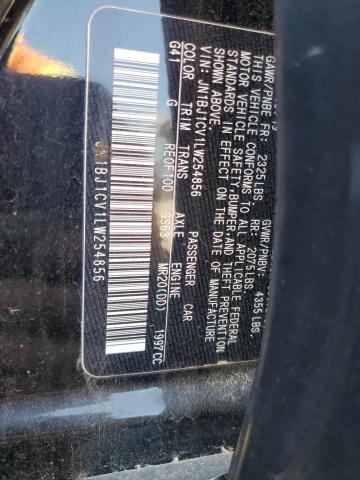 GVWR/PNBV: 4355 LBS.
GAWR/PNBE FR: 2325LBS. RR: 2075LBS.
THIS VEHICLE CONFORMS TO ALL APPLICABLE FEDERAL
MOTOR VEHICLE SAFETY, BUMPER, AND THEFT PREVENTION
STANDARDS IN EFFECT ON THE DATE OF MANUFACTURE
SHOWN ABOVE.
VIN: JN1BJ1CV1LW254856 PASSENGER CAR
COLOR TRIM TRANS AXLE ENGINE
G41 G RE0F10D GS63 MR20(DD) 1997CC
JN1BJ1CV1LW254856